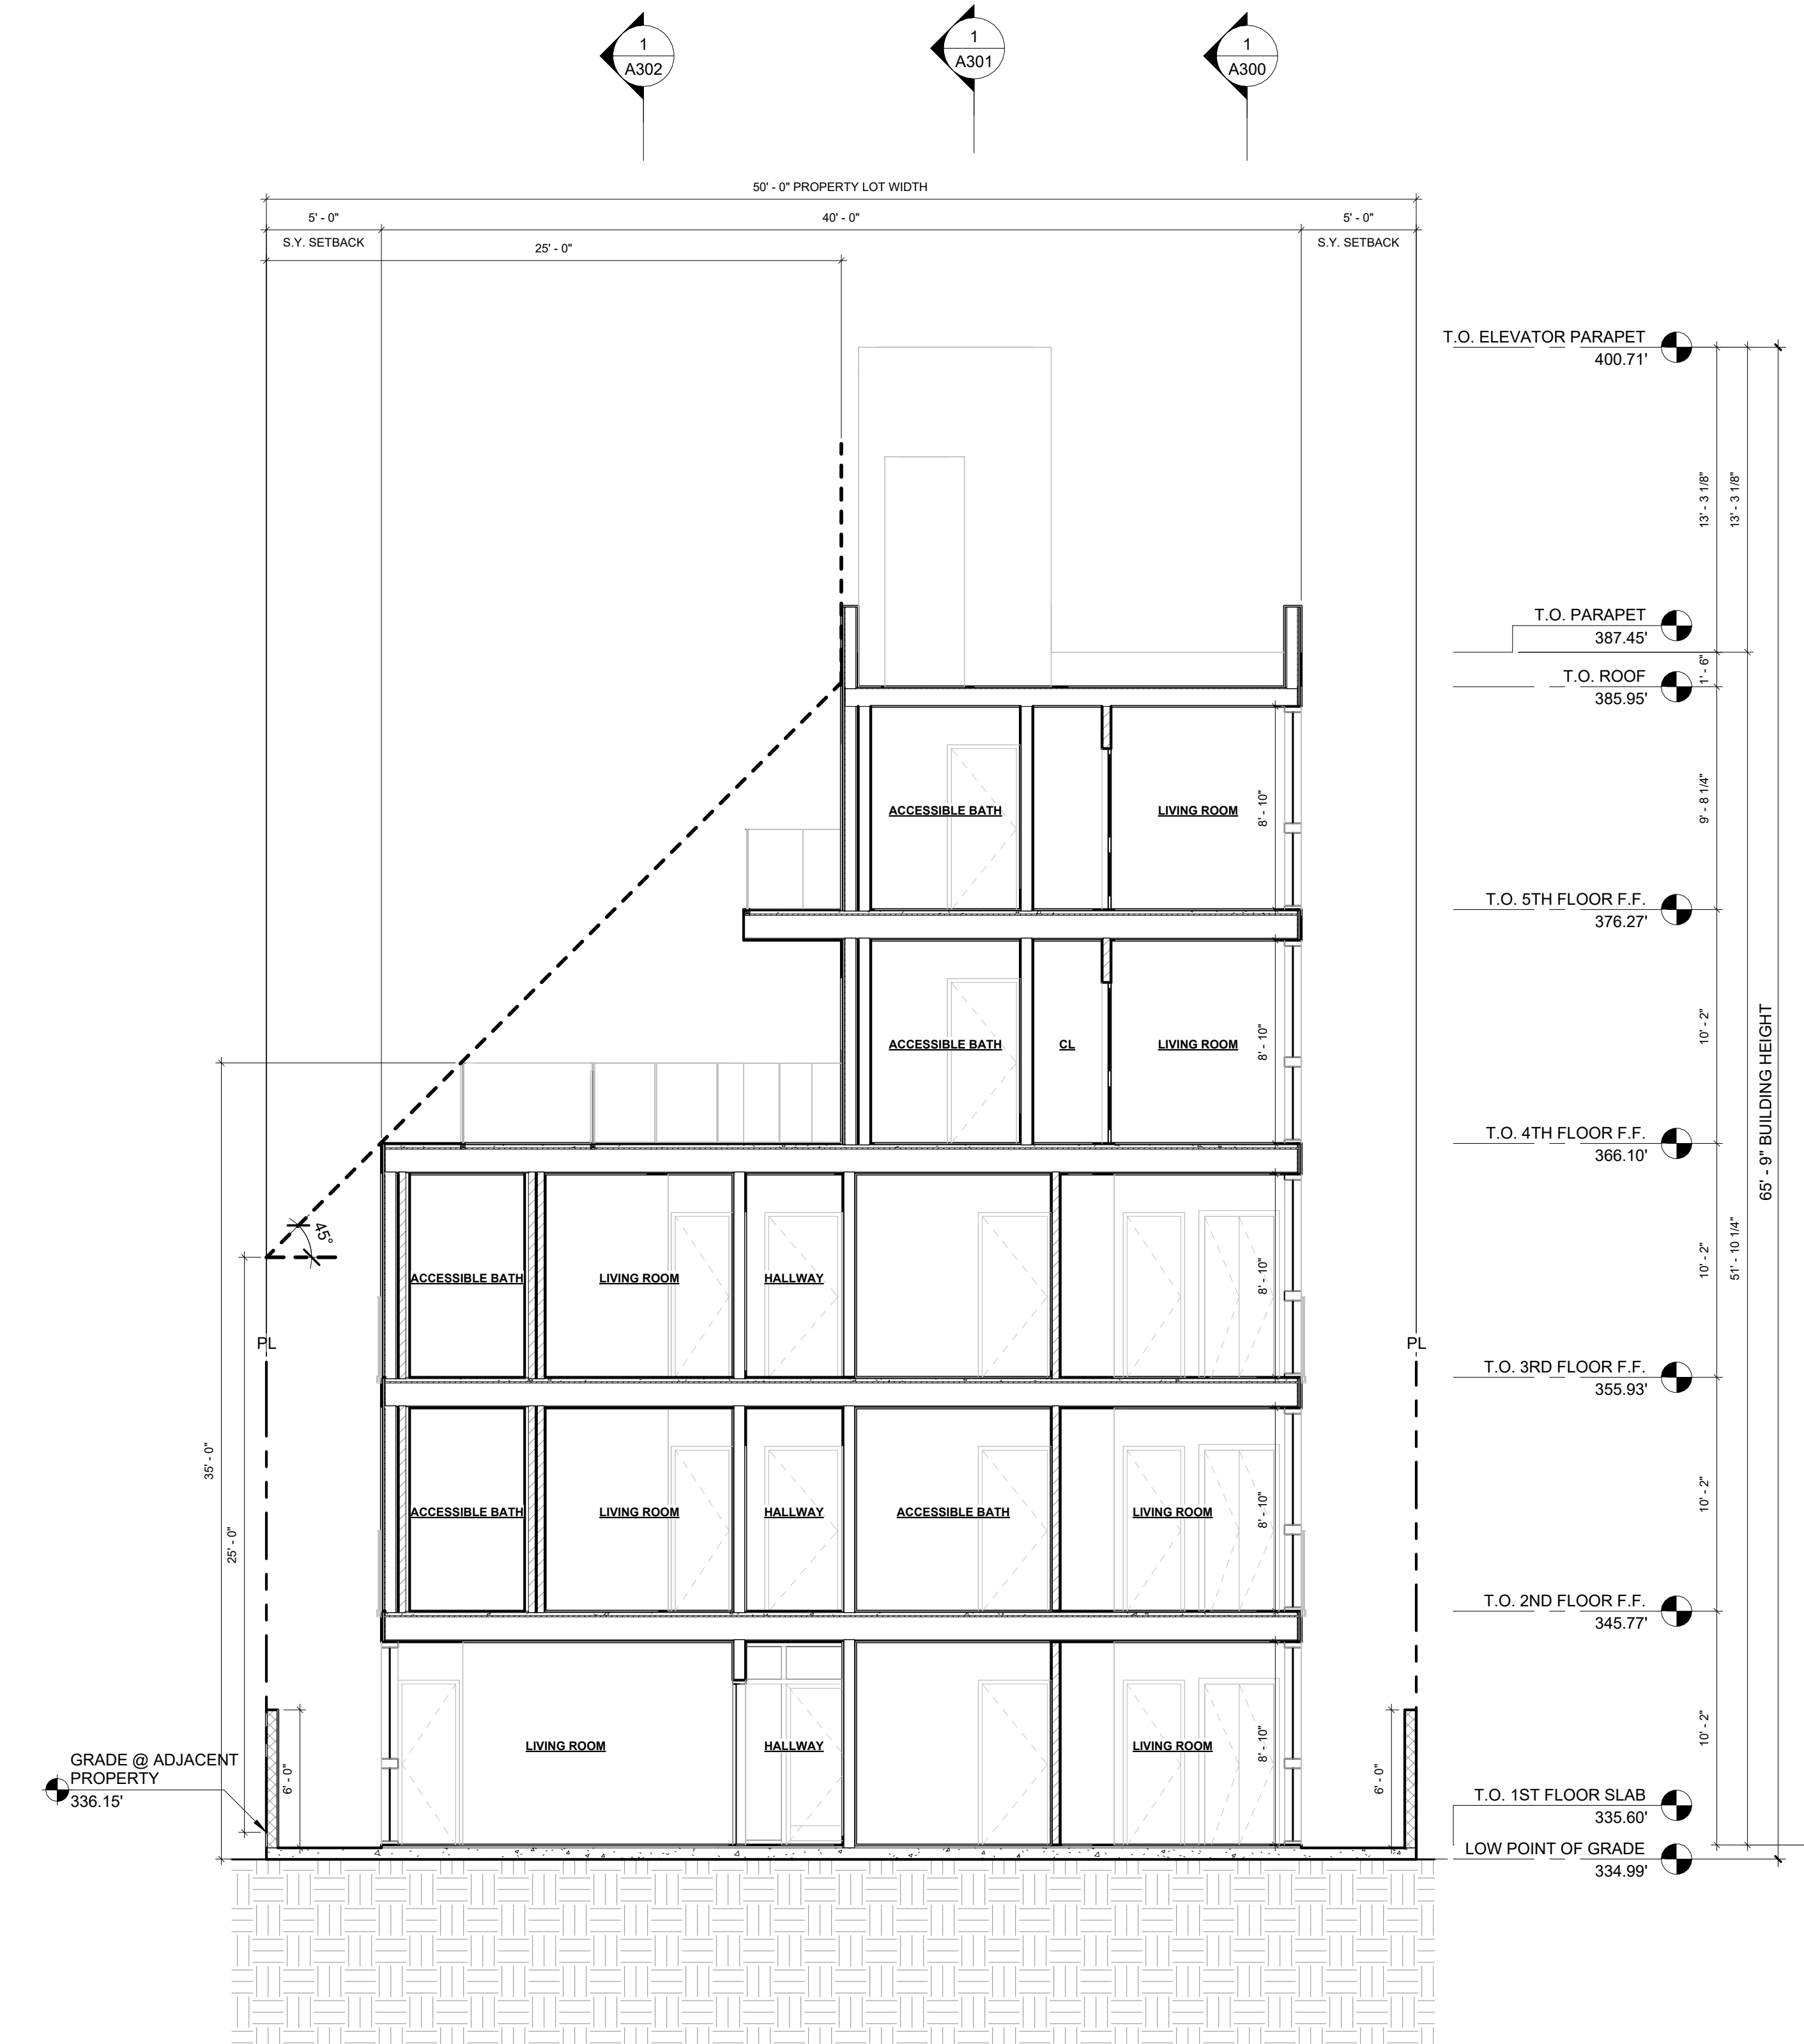 1
A302
1
A301
1
A300
50' - 0" PROPERTY LOT WIDTH
5' - 0"
40' - 0"
5' - 0"
S.Y. SETBACK
S.Y. SETBACK
25' - 0"
T.O. ELEVATOR PARAPET
400.71'
13' - 3 1/8"
13' - 3 1/8"
T.O. PARAPET
387.45'
1' - 6"
T.O. ROOF
385.95'
ACCESSIBLE BATH
LIVING ROOM
8' - 10"
9' - 8 1/4"
T.O. 5TH FLOOR F.F.
376.27'
ACCESSIBLE BATH
CL
LIVING ROOM
8' - 10"
10' - 2"
65' - 9" BUILDING HEIGHT
T.O. 4TH FLOOR F.F.
366.10'
45°
ACCESSIBLE BATH
LIVING ROOM
HALLWAY
8' - 10"
10' - 2"
51' - 10 1/4"
PL
PL
T.O. 3RD FLOOR F.F.
355.93'
35' - 0"
25' - 0"
ACCESSIBLE BATH
LIVING ROOM
HALLWAY
ACCESSIBLE BATH
LIVING ROOM
8' - 10"
10' - 2"
T.O. 2ND FLOOR F.F.
345.77'
LIVING ROOM
HALLWAY
LIVING ROOM
8' - 10"
10' - 2"
GRADE @ ADJACENT
PROPERTY
336.15'
6' - 0"
6' - 0"
T.O. 1ST FLOOR SLAB
335.60'
LOW POINT OF GRADE
334.99'